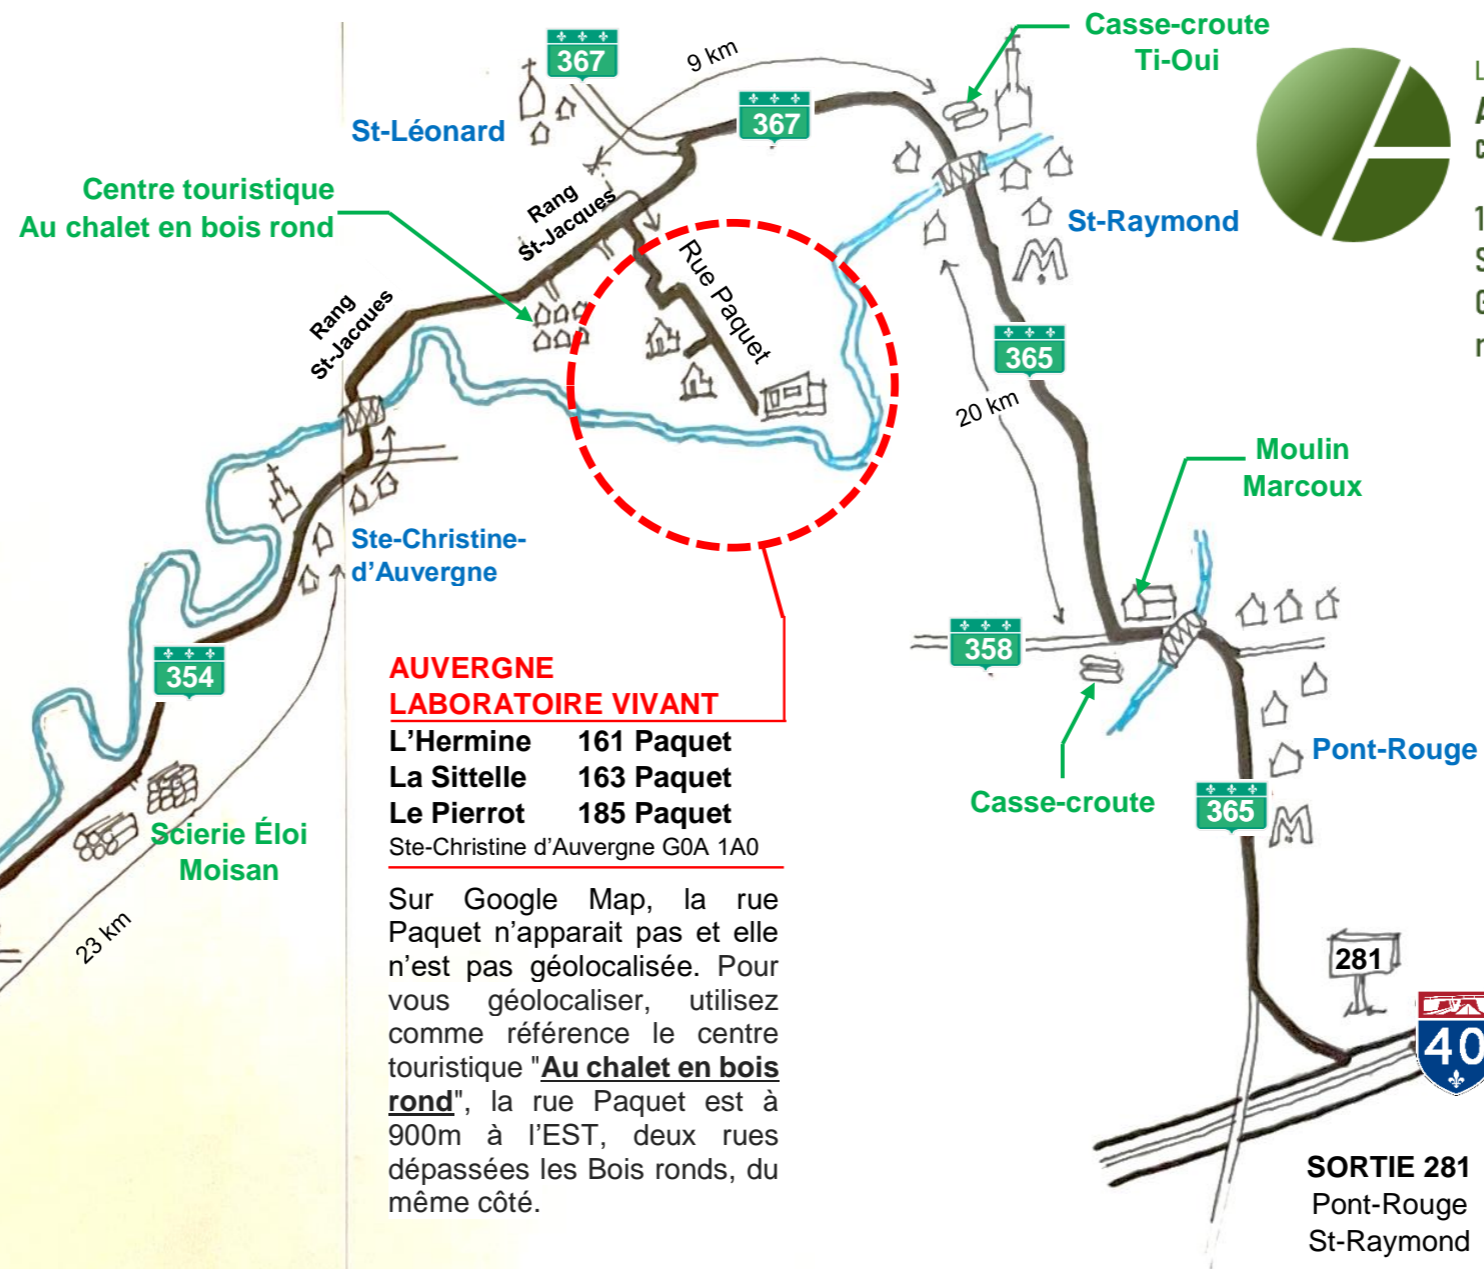 367
9 km
Casse-croute
Ti-Oui
367
St-Léonard
Centre touristique
Au chalet en bois rond
Rang
St-Jacques
St-Raymond
Rue Paquet
Rang
St-Jacques
365
20 km
Moulin
Marcoux
Ste-Christine-
d’Auvergne
358
354
Pont-Rouge
Casse-croute
365
AUVERGNE
LABORATOIRE VIVANT
L’Hermine 161 Paquet
La Sittelle 163 Paquet
Le Pierrot 185 Paquet
Ste-Christine d’Auvergne G0A 1A0
Scierie Éloi
Moisan
23 km
Sur Google Map, la rue
Paquet n’apparait pas et elle
n’est pas géolocalisée. Pour
vous géolocaliser, utilisez
comme référence le centre
touristique "Au chalet en bois
rond", la rue Paquet est à
900m à l’EST, deux rues
dépassées les Bois ronds, du
même côté.
281
40
SORTIE 281
Pont-Rouge
St-Raymond